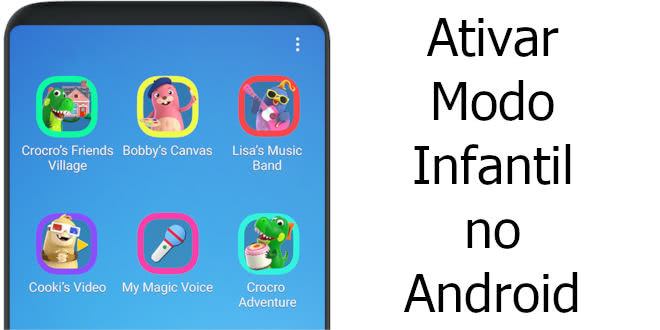 Crocro's Friends
Village
Bobby's Canvas
Lisa's Music
Band
Cooki's Video
My Magic Voice
Crocro
Adventure
Ativar
Modo
Infantil
no
Android